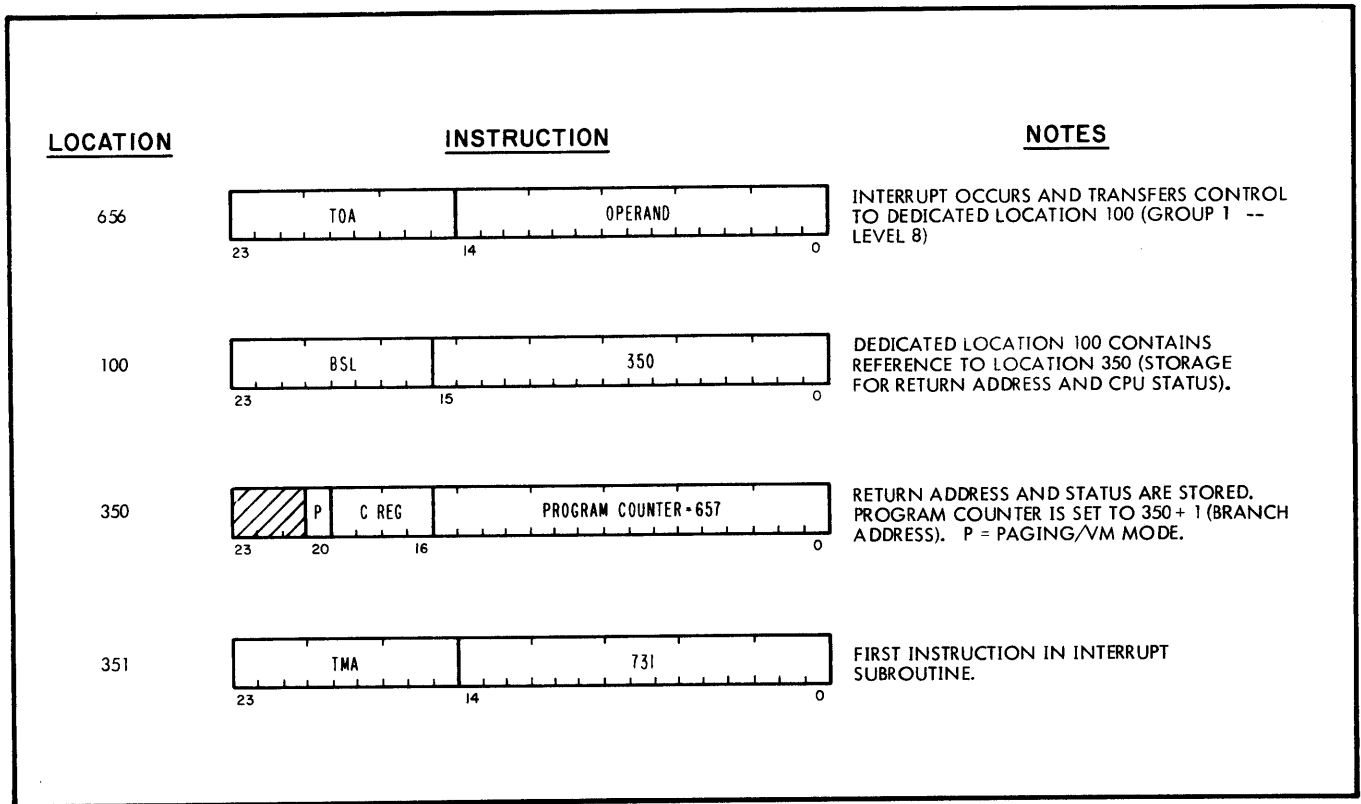 LOCATION INSTRUCTION NOTES
656
TOA OPERAND
23 14 0
INTERRUPT OCCURS AND TRANSFERS CONTROL
TO DEDICATED LOCATION 100 (GROUP 1 --
LEVEL 8)
100
BSL 350
23 15 0
DEDICATED LOCATION 100 CONTAINS
REFERENCE TO LOCATION 350 (STORAGE
FOR RETURN ADDRESS AND CPU STATUS).
350
P C REG PROGRAM COUNTER=657
23 20 16 0
RETURN ADDRESS AND STATUS ARE STORED.
PROGRAM COUNTER IS SET TO 350 + 1 (BRANCH
ADDRESS). P = PAGING/VM MODE.
351
TMA 731
23 14 0
FIRST INSTRUCTION IN INTERRUPT
SUBROUTINE.